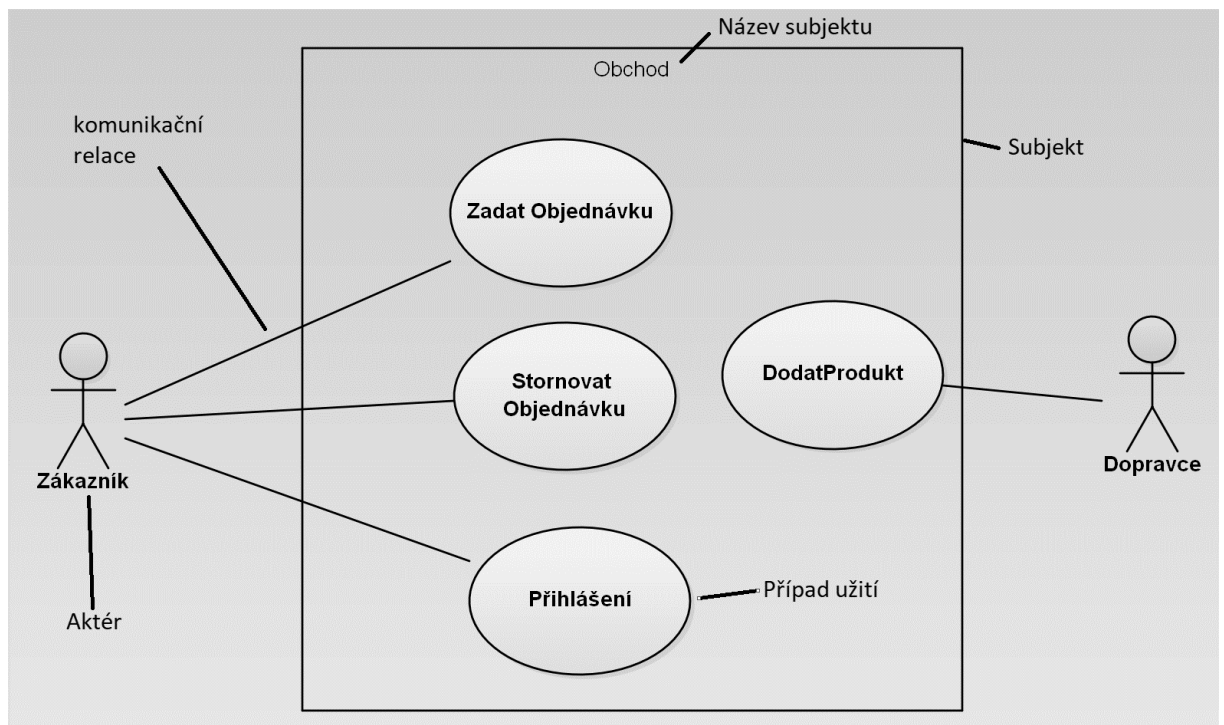 Název subjektu
Obchod
komunikační
relace
Subjekt
Zadat Objednávku
Stornovat
Objednávku
DodatProdukt
Zákazník
Dopravce
Přihlášení
Případ užití
Aktér